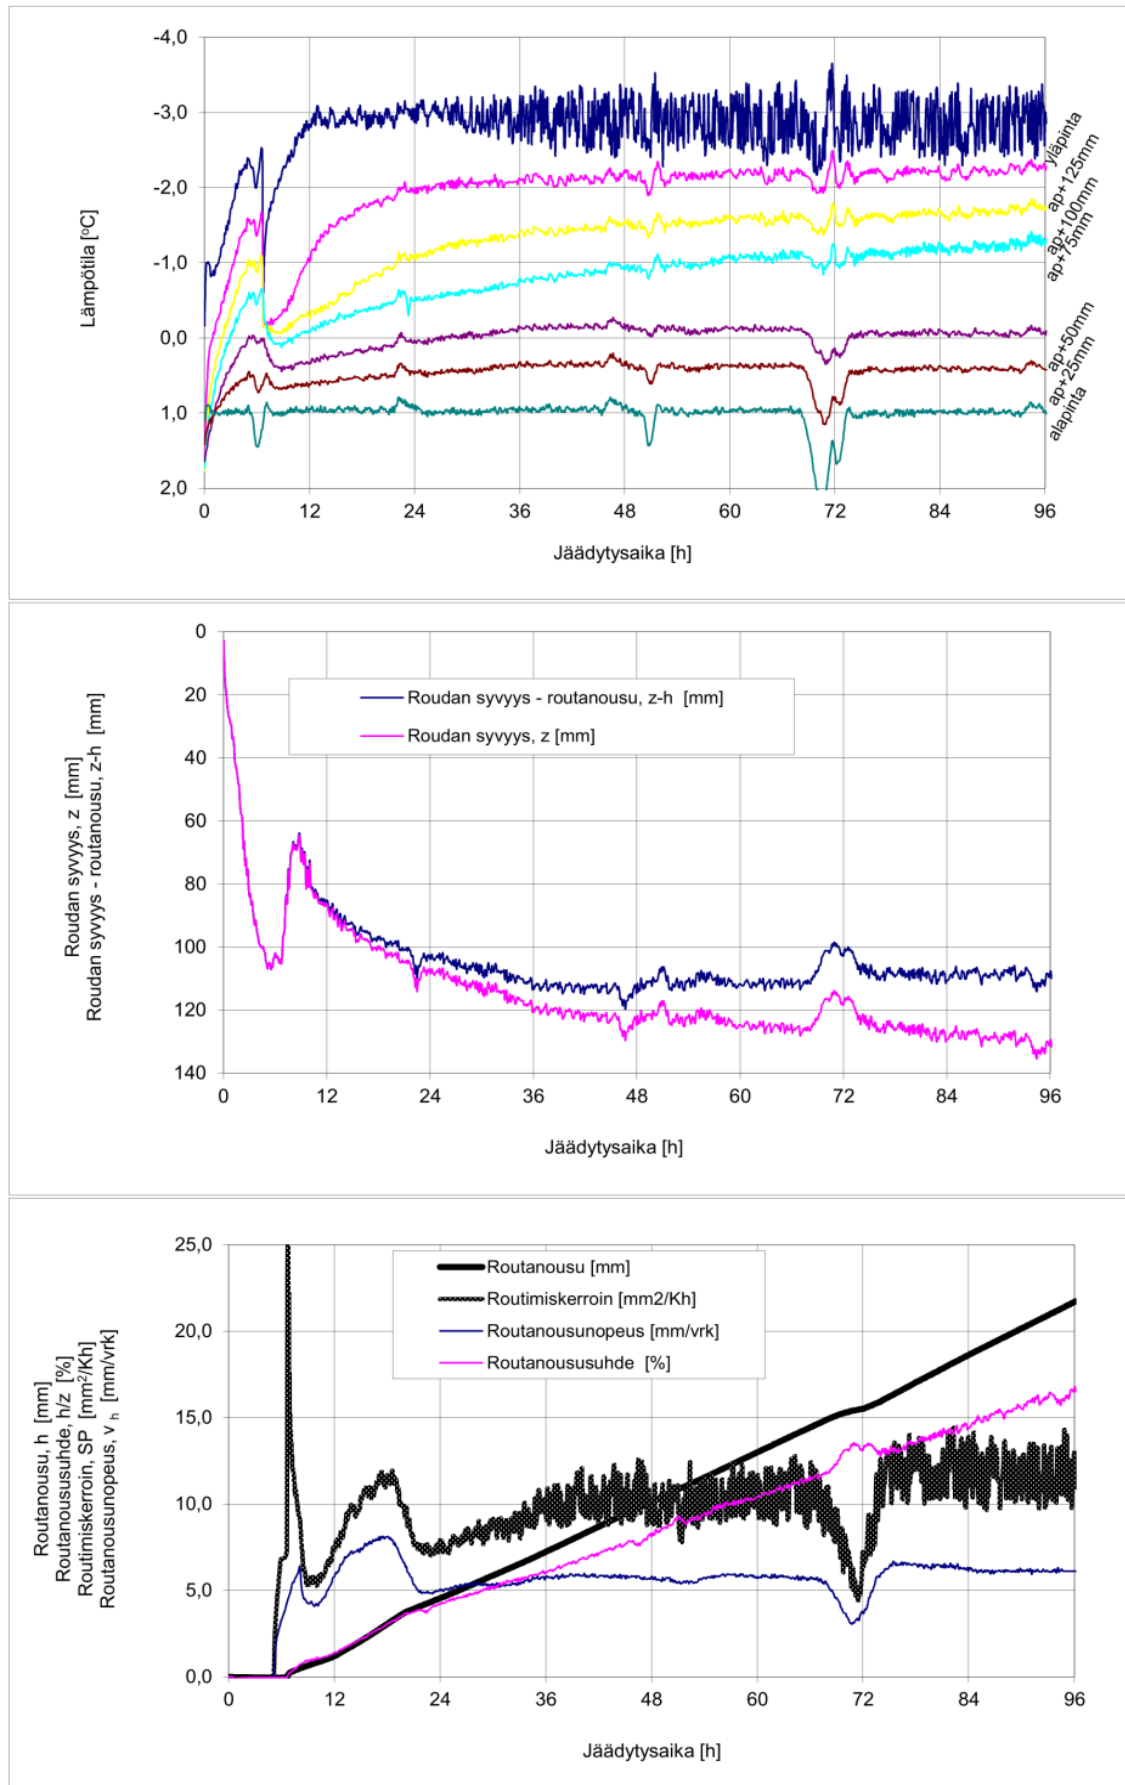 -4,0
-3,0
-2,0
-1,0
0,0
1,0
2,0
Lämpötila [ºC]
yläpinta
ap+125mm
ap+100mm
ap+75mm
ap+50mm
ap+25mm
alapinta
0 12 24 36 48 60 72 84 96
Jäädytysaika [h]
0
20
40
60
80
100
120
140
Roudan syvyys, z [mm]
Roudan syvyys - routanousu, z-h [mm]
Roudan syvyys - routanousu, z-h [mm]
Roudan syvyys, z [mm]
0 12 24 36 48 60 72 84 96
Jäädytysaika [h]
25,0
20,0
15,0
10,0
5,0
0,0
Routanousu, h [mm]
Routanoususuhde, h/z [%]
Routimiskerroin, SP [mm²/Kh]
Routanousunopeus, v h [mm/vrk]
Routanousu [mm]
Routimiskerroin [mm2/Kh]
Routanousunopeus [mm/vrk]
Routanoususuhde [%]
0 12 24 36 48 60 72 84 96
Jäädytysaika [h]